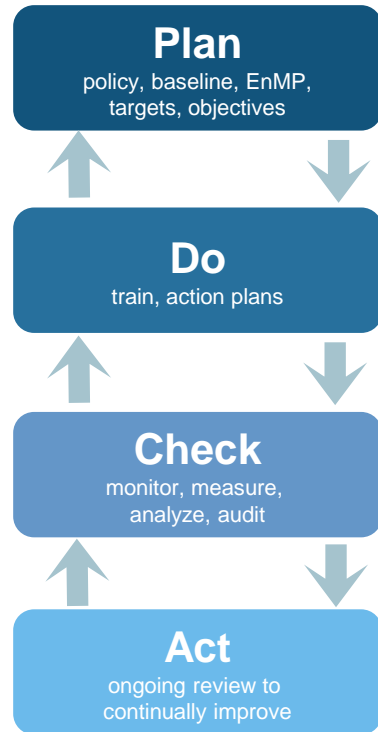 Plan
policy, baseline, EnMP,
targets, objectives
Do
train, action plans
Check
monitor, measure,
analyze, audit
Act
ongoing review to
continually improve